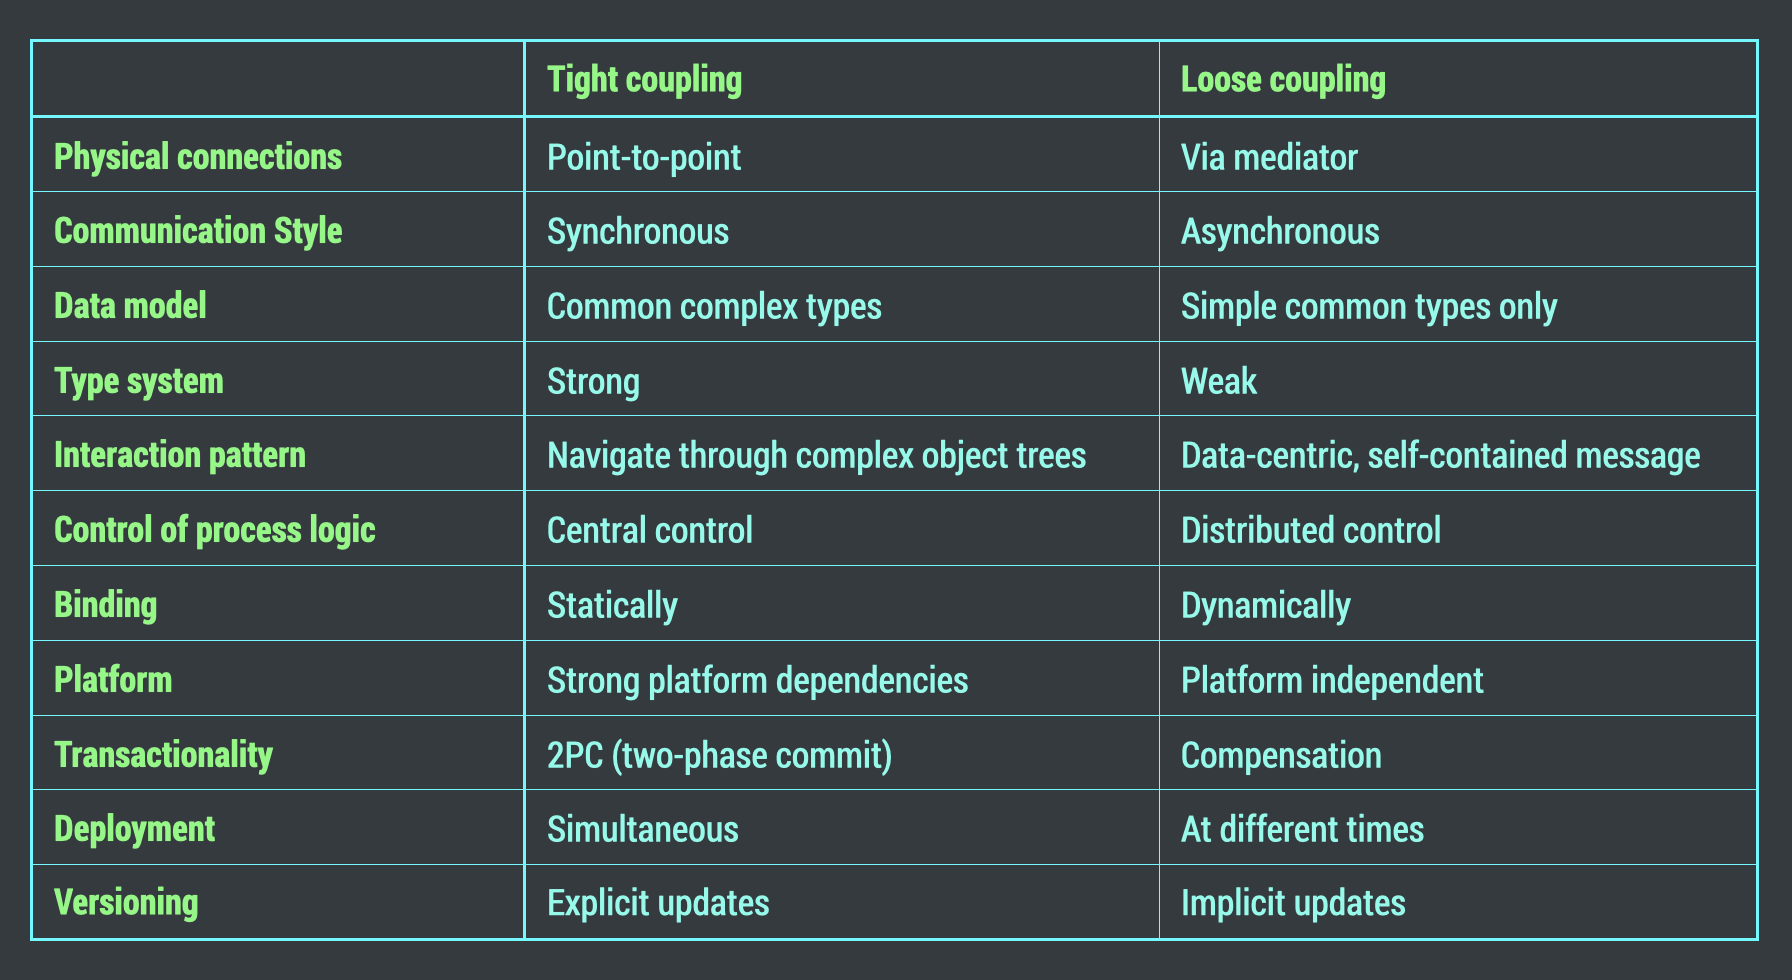 Tight coupling Loose coupling
Physical connections Point-to-point Via mediator
Communication Style Synchronous Asynchronous
Data model Common complex types Simple common types only
Type system Strong Weak
Interaction pattern Navigate through complex object trees Data-centric, self-contained message
Control of process logic Central control Distributed control
Binding Statically Dynamically
Platform Strong platform dependencies Platform independent
Transactionality 2PC (two-phase commit) Compensation
Deployment Simultaneous At different times
Versioning Explicit updates Implicit updates